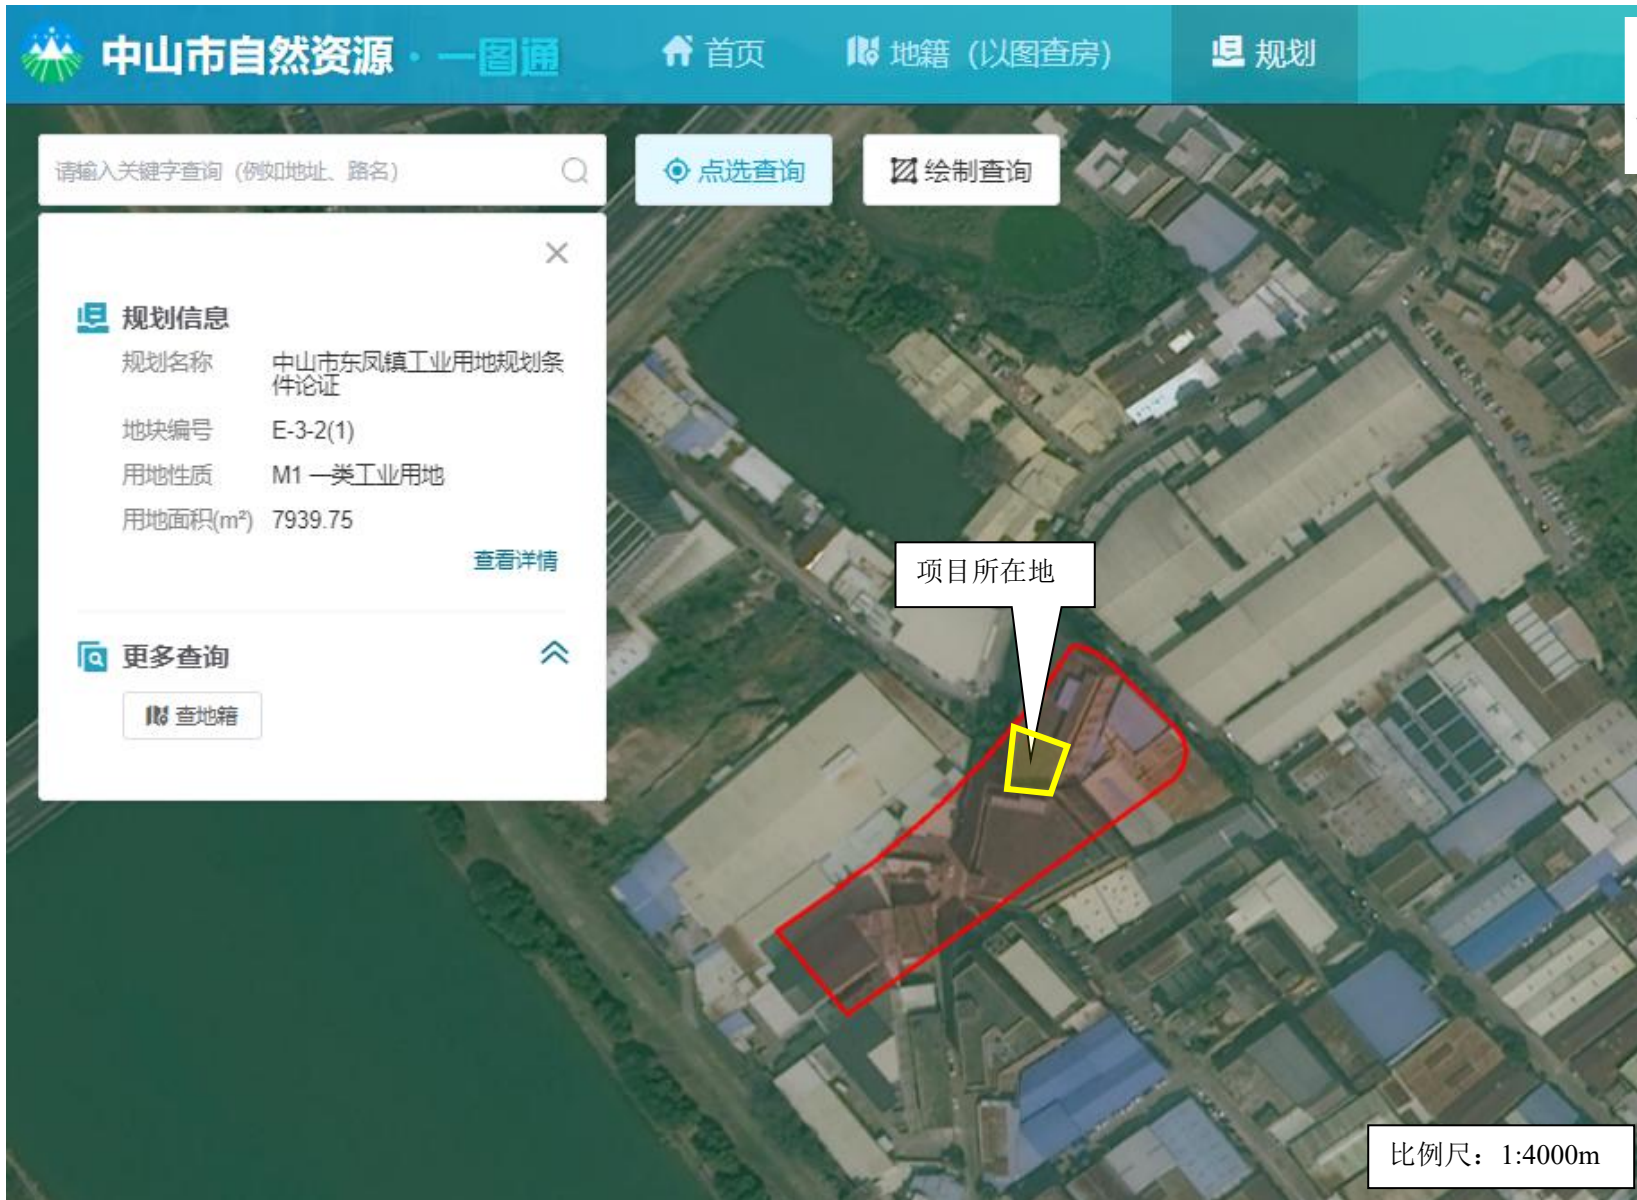 中山市自然资源·一图通
首页
地籍（以图查房）
规划
请输入关键字查询（例如地址、路名）
点选查询
绘制查询
规划信息
规划名称 中山市东凤镇工业用地规划条
件论证
地块编号 E-3-2(1)
用地性质 M1 一类工业用地
用地面积(m²) 7939.75
查看详情
更多查询
查地籍
项目所在地
比例尺：1:4000m